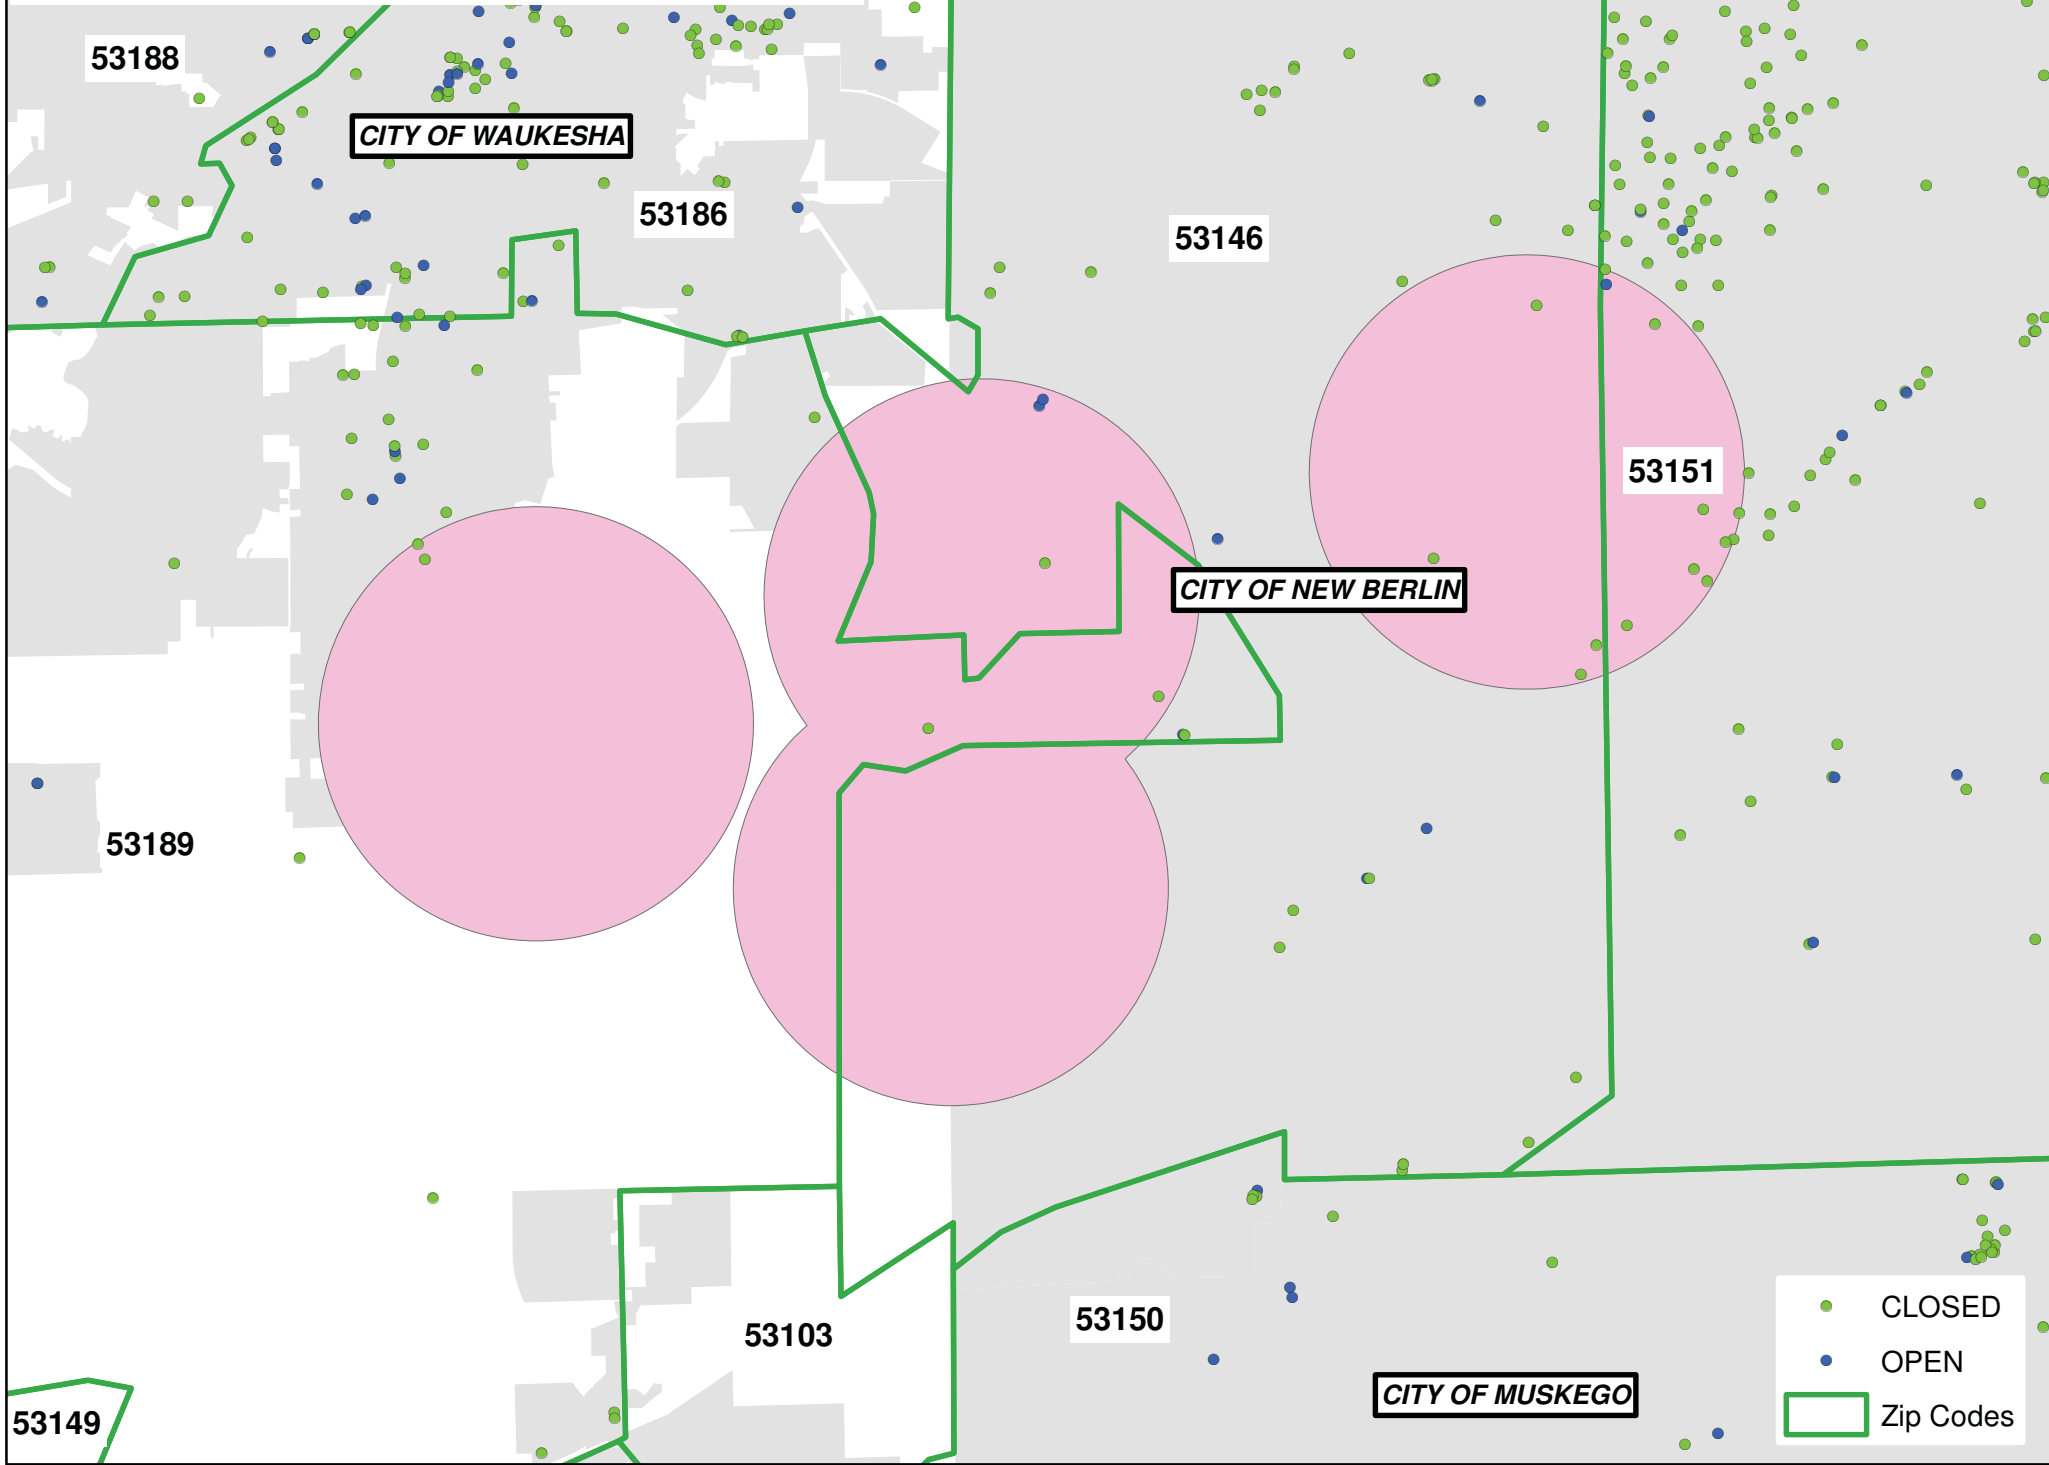 53188
CITY OF WAUKESHA
53186
53146
53151
CITY OF NEW BERLIN
53189
CLOSED
53103
53150
OPEN
CITY OF MUSKEGO
Zip Codes
53149